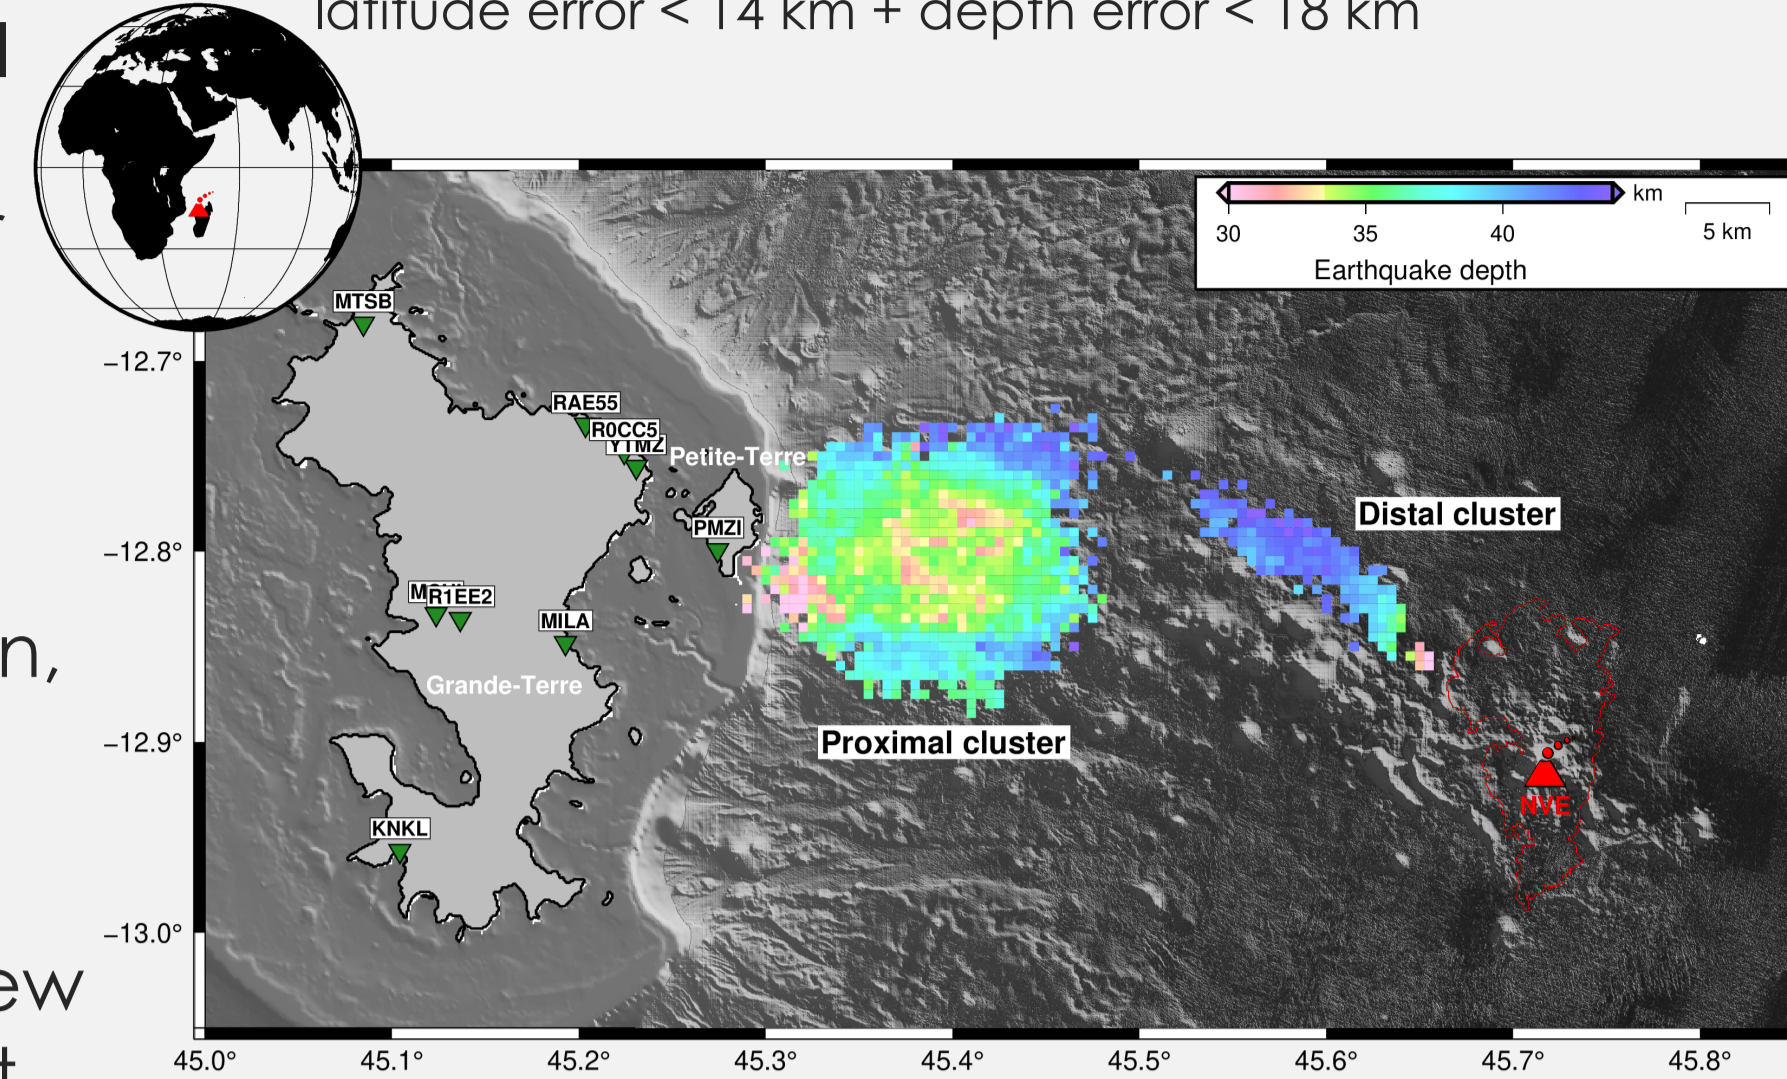 latitude error < 14 km + depth error < 18 km
km
30
35
40
5 km
Earthquake depth
MTSB
−12.7°
RAE55
R0CC5
YTMZ
Petite-Terre
Distal cluster
PMZI
−12.8°
R1EE2
MILA
n,
Grande-Terre
−12.9°
Proximal cluster
NVE
KNKL
−13.0°
ew
45.0°
45.1°
45.2°
45.3°
45.4°
45.5°
45.6°
45.7°
45.8°